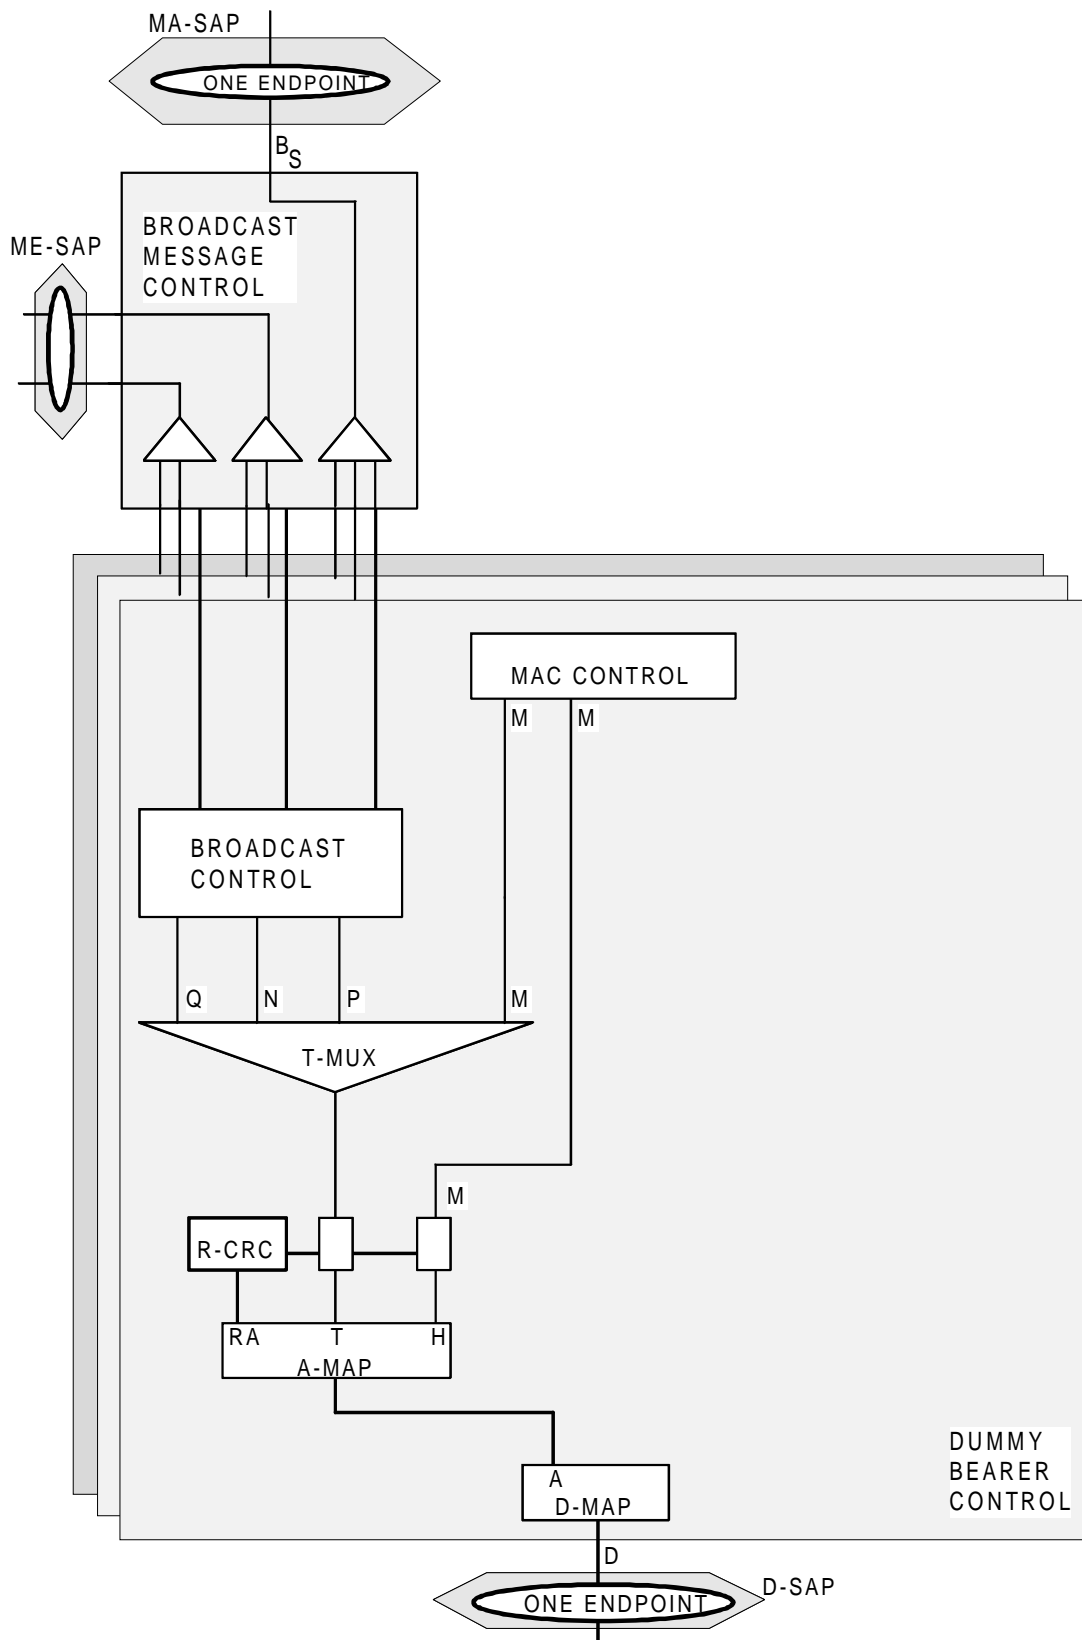 MA-SAP
ONE ENDPOINT
BS
BROADCAST
MESSAGE
CONTROL
ME-SAP
MAC CONTROL
M M
BROADCAST
CONTROL
Q N P M
T-MUX
M
R-CRC
RA T H
A-MAP
DUMMY
BEARER
CONTROL
A
D-MAP
D
D-SAP
ONE ENDPOINT